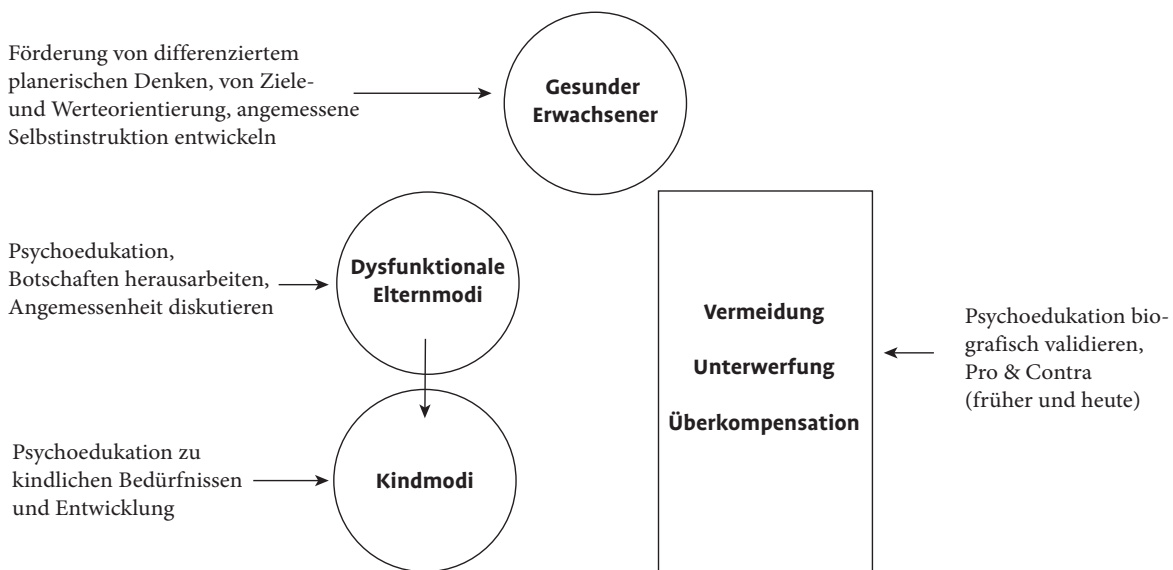 Förderung von differenziertem
planerischen Denken, von Ziele-
und Werteorientierung, angemessene
Selbstinstruktion entwickeln
Gesunder
Erwachsener
Psychoedukation,
Botschaften herausarbeiten,
Angemessenheit diskutieren
Dysfunktionale
Elternmodi
Vermeidung
Unterwerfung
Überkompensation
Psychoedukation bio-
grafisch validieren,
Pro & Contra
(früher und heute)
Psychoedukation zu
kindlichen Bedürfnissen
und Entwicklung
Kindmodi